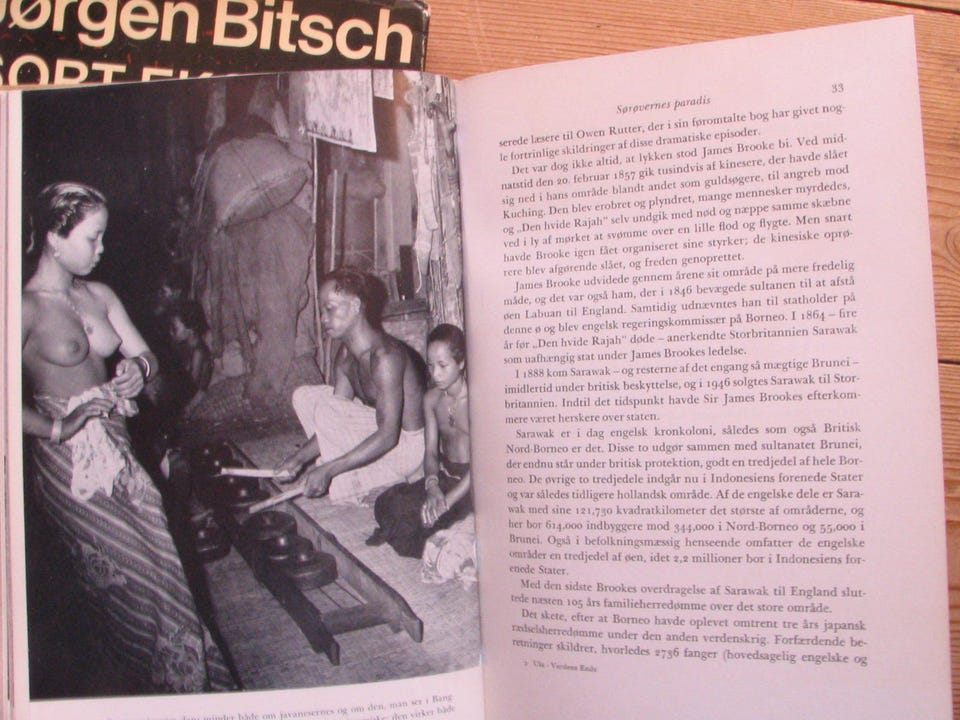 Jørgen Bitsch
SORT
minder både om javanesernes og om den, man ser i Bang
den virker både
Sørøvernes paradis
33
serede læsere til Owen Rutter, der i sin føromtalte bog har givet nog-
le fortrinlige skildringer af disse dramatiske episoder.
Det var dog ikke altid, at lykken stod James Brooke bi. Ved mid-
natstid den 20. februar 1857 gik tusindvis af kinesere, der havde slået
sig ned i hans område blandt andet som guldsøgere, til angreb mod
Kuching. Den blev erobret og plyndret, mange mennesker myrdedes,
og „Den hvide Rajah“ selv undgik med nød og næppe samme skæbne
ved i ly af mørket at svømme over en lille flod og flygte. Men snart
havde Brooke igen fået organiseret sine styrker; de kinesiske oprø-
rere blev afgørende slået, og freden genoprettet.
James Brooke udvidede gennem årene sit område på mere fredelig
måde, og det var også ham, der i 1846 bevægede sultanen til at afstå
øen Labuan til England. Samtidig udnævntes han til statholder på
denne ø og blev engelsk regeringskommissær på Borneo. I 1864 – fire
år før „Den hvide Rajah“ døde – anerkendte Storbritannien Sarawak
som uafhængig stat under James Brookes ledelse.
I 1888 kom Sarawak – og resterne af det engang så mægtige Brunei –
imidlertid under britisk beskyttelse, og i 1946 solgtes Sarawak til Stor-
britannien. Indtil det tidspunkt havde Sir James Brookes efterkom-
mere været herskere over staten.
Sarawak er i dag engelsk kronkoloni, således som også Britisk
Nord-Borneo er det. Disse to udgør sammen med sultanatet Brunei,
der endnu står under britisk protektion, godt en tredjedel af hele Bor-
neo. De øvrige to tredjedele indgår nu i Indonesiens forenede Stater
og var således tidligere hollandsk område. Af de engelske dele er Sara-
wak med sine 121,730 kvadratkilometer det største af områderne, og
her bor 614,000 indbyggere mod 344,000 i Nord-Borneo og 55,000 i
Brunei. Også i befolkningsmæssig henseende omfatter de engelske
områder en tredjedel af øen, idet 2,2 millioner bor i Indonesiens for-
enede Stater.
Med den sidste Brookes overdragelse af Sarawak til England slut-
tede næsten 105 års familieherredømme over det store område.
Det skete, efter at Borneo havde oplevet omtrent tre års japansk
rædselsherredømme under den anden verdenskrig. Forfærdende be-
retninger skildrer, hvorledes 2736 fanger (hovedsagelig engelske og
2 Ulu - Verdens Ende